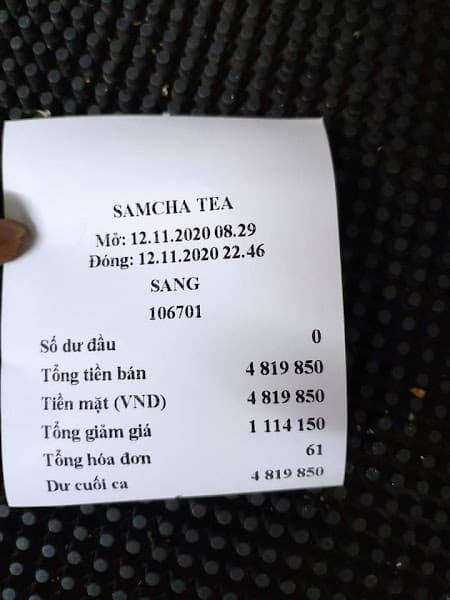 SAMCHA TEA
Mở: 12.11.2020 08.29
Đóng: 12.11.2020 22.46
SANG
106701
Số dư đầu 0
Tổng tiền bán 4 819 850
Tiền mặt (VND) 4 819 850
Tổng giảm giá 1 114 150
Tổng hóa đơn 61
Dư cuối ca 4 819 850